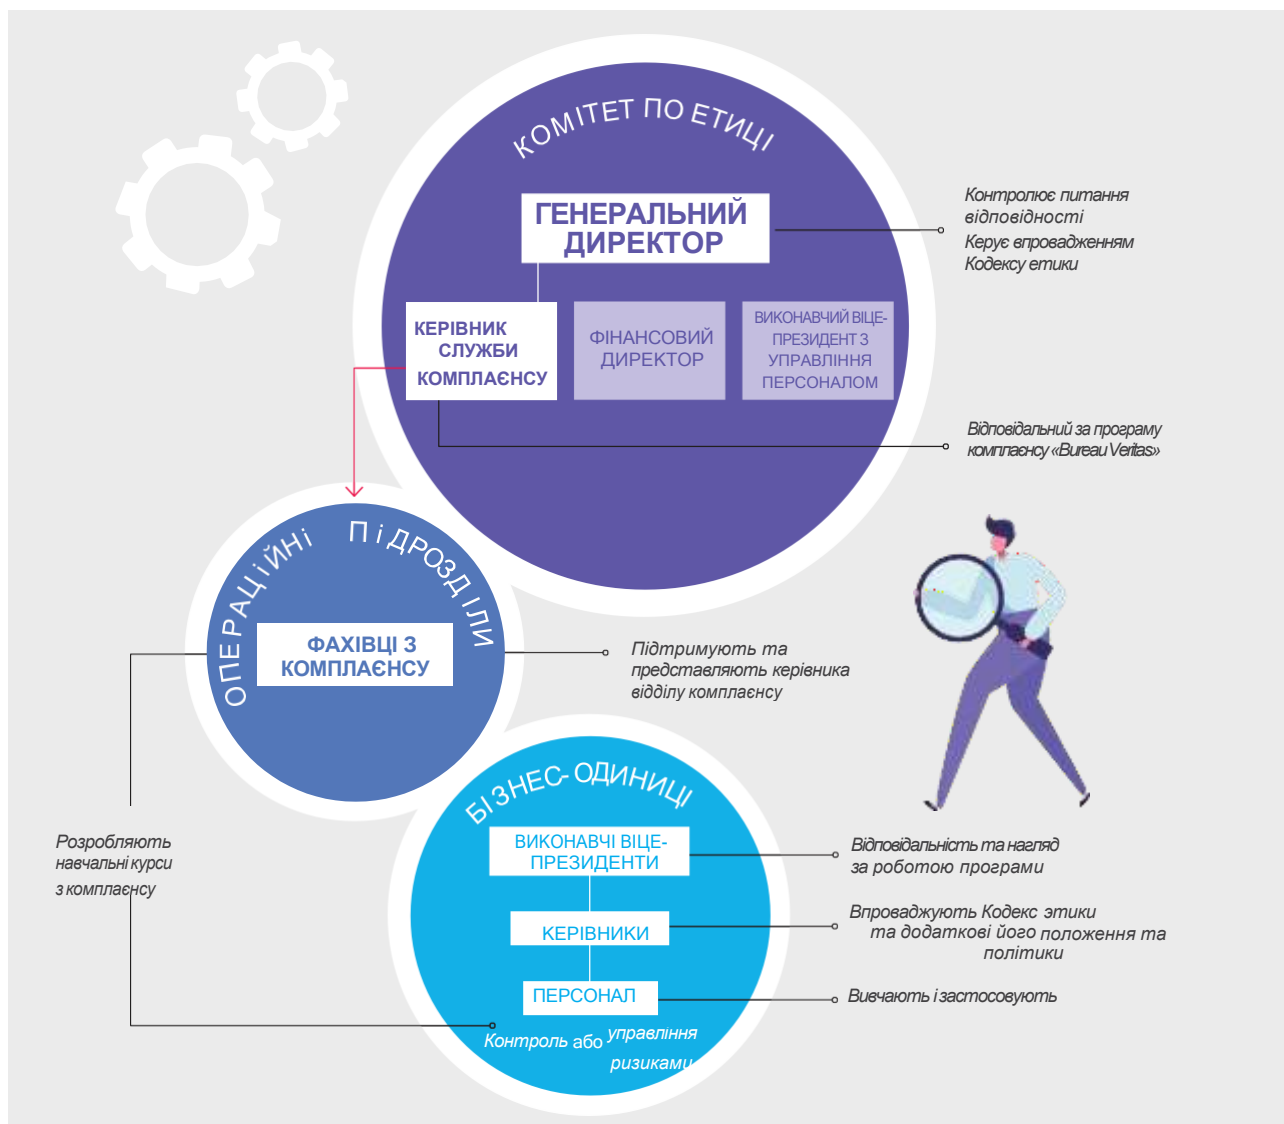 КОМІТЕТ ПО ЕТИЦІ
ГЕНЕРАЛЬНИЙ
ДИРЕКТОР
Контролює питання
відповідності
Керує впровадженням
Кодексу етики
КЕРІВНИК
СЛУЖБИ
КОМПЛАЄНСУ
ФІНАНСОВИЙ
ДИРЕКТОР
ВИКОНАВЧИЙ ВІЦЕ-
ПРЕЗИДЕНТ З
УПРАВЛІННЯ
ПЕРСОНАЛОМ
Відповідальний за програму
комплаєнсу «Bureau Veritas»
ОПЕРАЦіЙНі ПіДРОЗДІЛИ
ФАХІВЦІ З
КОМПЛАЄНСУ
Підтримують та
представляють керівника
відділу комплаєнсу
Розробляють
навчальні курси
з комплаєнсу
БІЗНЕС-ОДИНИЦІ
ВИКОНАВЧІ ВІЦЕ-
ПРЕЗИДЕНТИ
Відповідальність та нагляд
за роботою програми
КЕРІВНИКИ
Впроваджують Кодекс этики
та додаткові його положення та
політики
ПЕРСОНАЛ
Вивчають і застосовують
Контроль або управління
ризиками